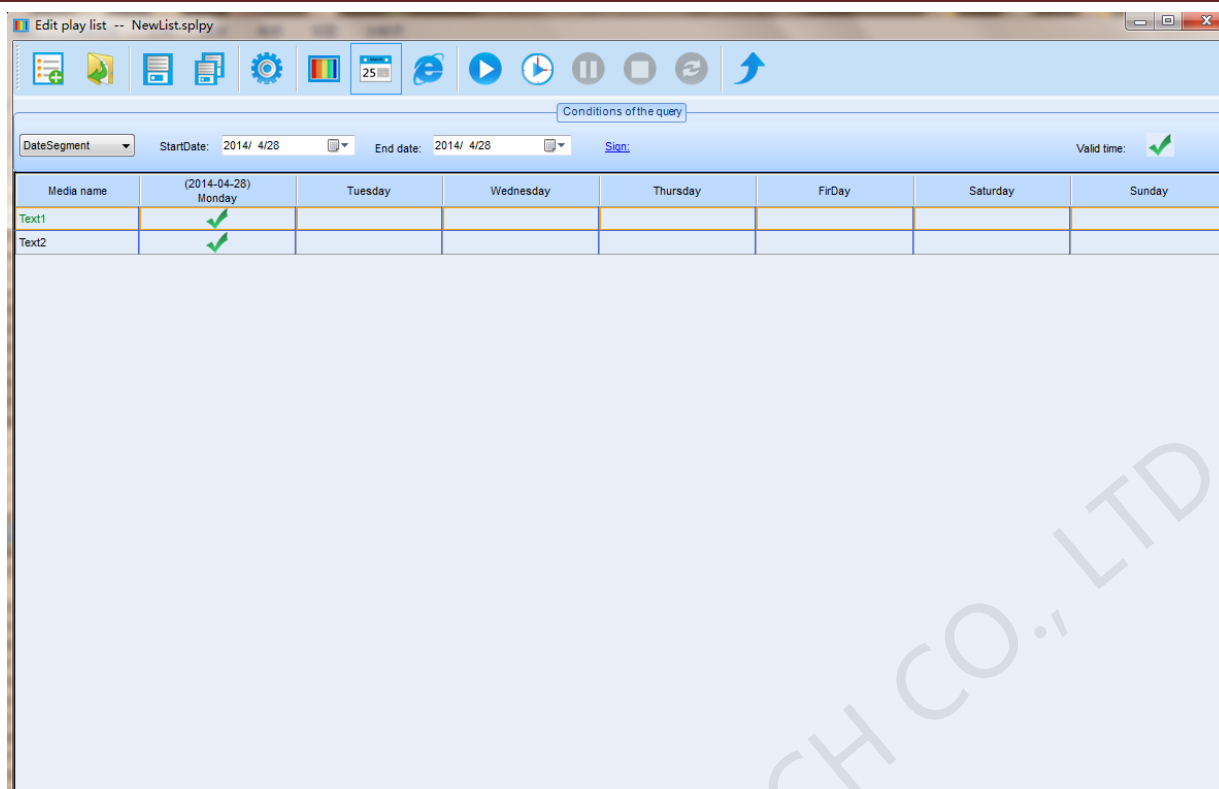 Edit play list -- NewList.splpy
25
Conditions of the query
DateSegment StartDate: 2014/ 4/28 End date: 2014/ 4/28 Sign: Valid time:
Media name (2014-04-28) Monday Tuesday Wednesday Thursday FirDay Saturday Sunday
Text1
Text2
CH CO., LTD